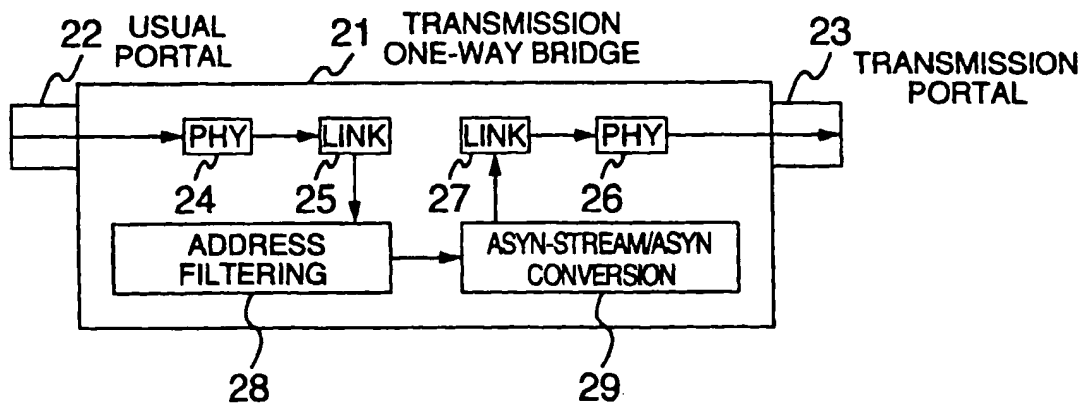 22 USUAL
PORTAL
21 TRANSMISSION
ONE-WAY BRIDGE
23
TRANSMISSION
PORTAL
PHY
LINK
LINK
PHY
24
25
27
26
ADDRESS
FILTERING
ASYN-STREAM/ASYN
CONVERSION
28
29